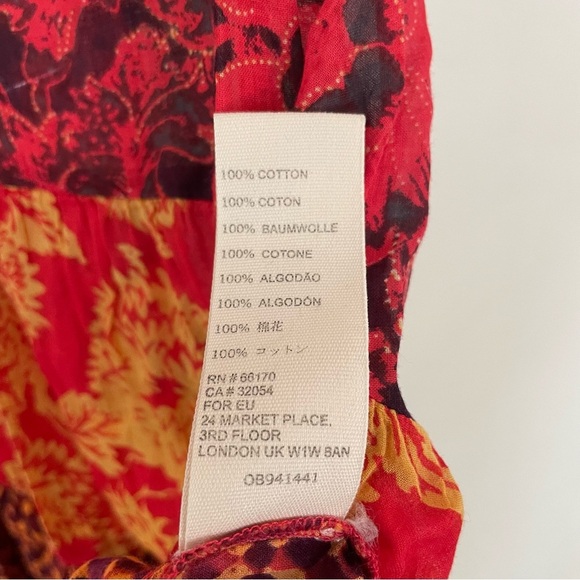 100% COTTON
100% COTON
100% BAUMWOLLE
100% COTONE
100% ALGODÃO
100% ALGODÓN
100% 棉花
100% コットン
RN # 66170
CA # 32054
FOR EU
24 MARKET PLACE,
3RD FLOOR
LONDON UK W1W 8AN
OB941441